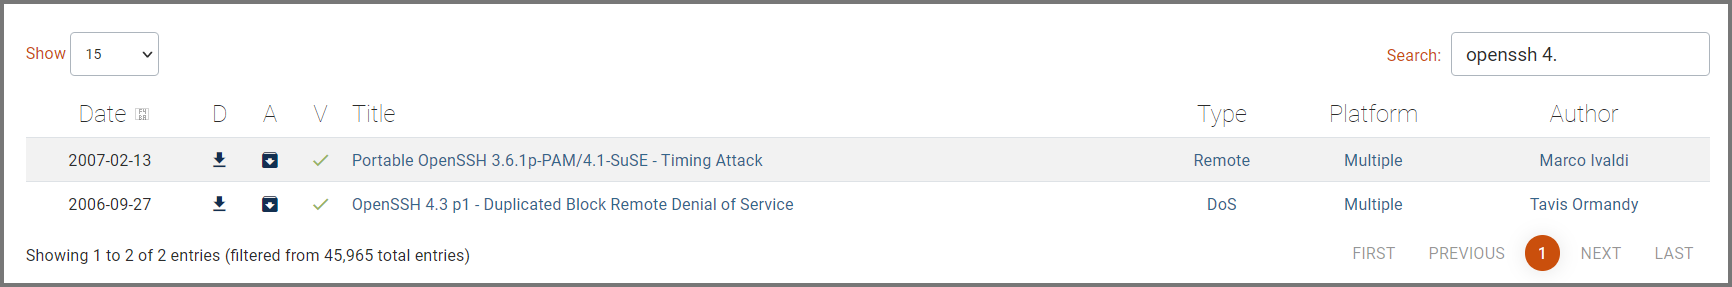 Show 15 Search: openssh 4.
Date D A V Title Type Platform Author
2007-02-13 Portable OpenSSH 3.6.1p-PAM/4.1-SuSE - Timing Attack Remote Multiple Marco Ivaldi
2006-09-27 OpenSSH 4.3 p1 - Duplicated Block Remote Denial of Service DoS Multiple Tavis Ormandy
Showing 1 to 2 of 2 entries (filtered from 45,965 total entries) FIRST PREVIOUS 1 NEXT LAST